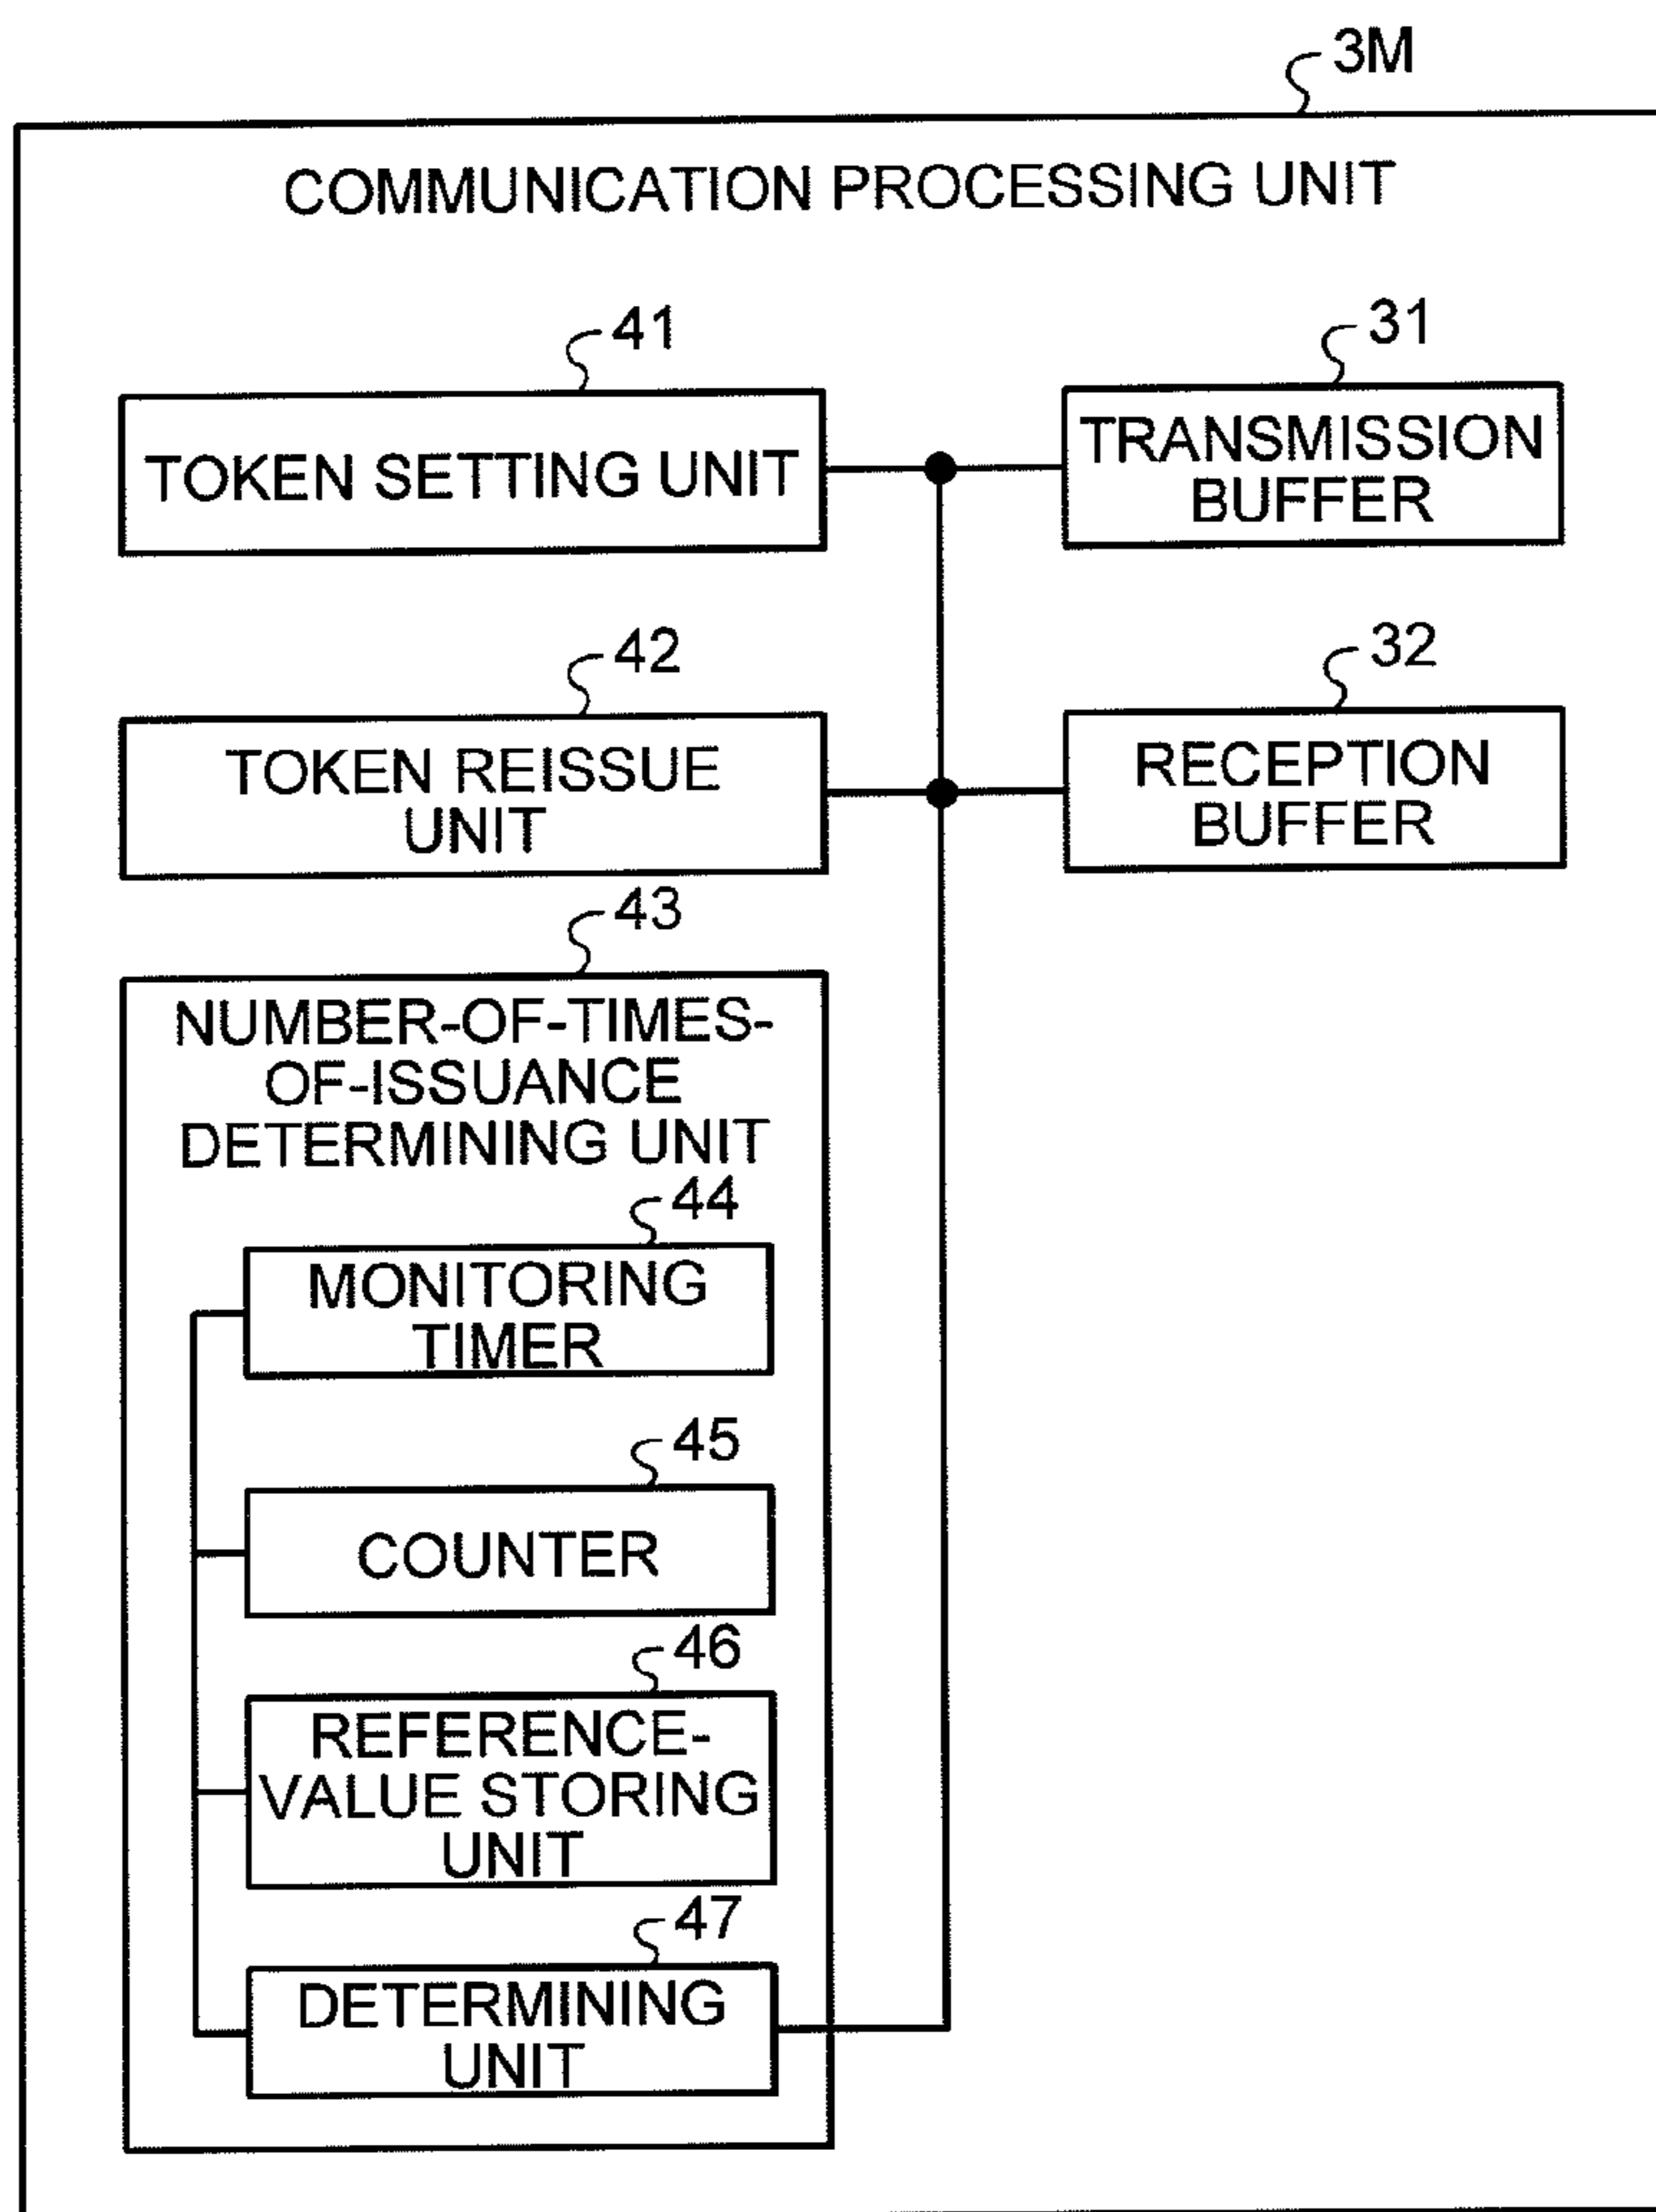 3M
COMMUNICATION PROCESSING UNIT
41
31
TOKEN SETTING UNIT
TRANSMISSION
BUFFER
42
32
TOKEN REISSUE
UNIT
RECEPTION
BUFFER
43
NUMBER-OF-TIMES-
OF-ISSUANCE
DETERMINING UNIT
44
MONITORING
TIMER
45
COUNTER
46
REFERENCE-
VALUE STORING
UNIT
47
DETERMINING
UNIT